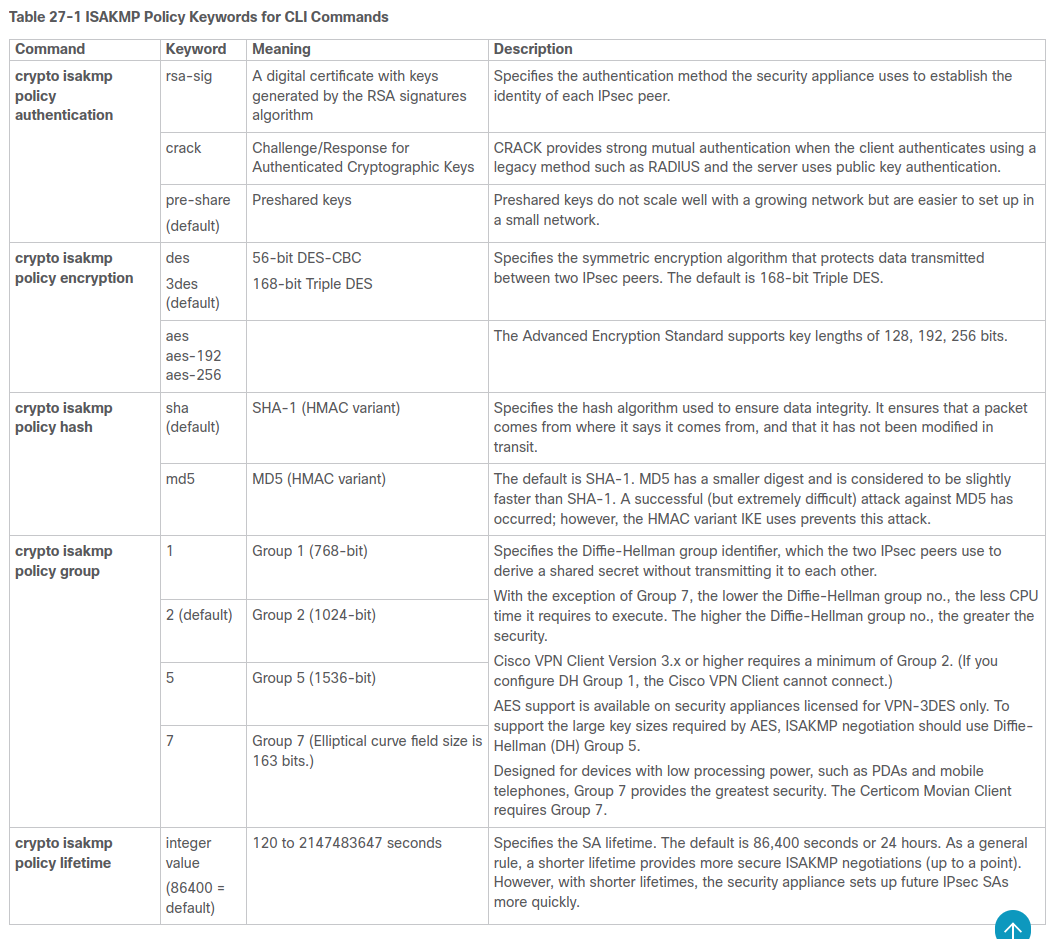 Table 27-1 ISAKMP Policy Keywords for CLI Commands
Command Keyword Meaning Description
crypto isakmp
policy
authentication
rsa-sig
A digital certificate with keys
generated by the RSA signatures
algorithm
Specifies the authentication method the security appliance uses to establish the
identity of each IPsec peer.
crack
Challenge/Response for
Authenticated Cryptographic Keys
CRACK provides strong mutual authentication when the client authenticates using a
legacy method such as RADIUS and the server uses public key authentication.
pre-share
(default)
Preshared keys
Preshared keys do not scale well with a growing network but are easier to set up in
a small network.
crypto isakmp
policy encryption
des
3des
(default)
56-bit DES-CBC
168-bit Triple DES
Specifies the symmetric encryption algorithm that protects data transmitted
between two IPsec peers. The default is 168-bit Triple DES.
aes
aes-192
aes-256
The Advanced Encryption Standard supports key lengths of 128, 192, 256 bits.
crypto isakmp
policy hash
sha
(default)
SHA-1 (HMAC variant)
Specifies the hash algorithm used to ensure data integrity. It ensures that a packet
comes from where it says it comes from, and that it has not been modified in
transit.
md5
MD5 (HMAC variant)
The default is SHA-1. MD5 has a smaller digest and is considered to be slightly
faster than SHA-1. A successful (but extremely difficult) attack against MD5 has
occurred; however, the HMAC variant IKE uses prevents this attack.
crypto isakmp
policy group
1
Group 1 (768-bit)
2 (default)
Group 2 (1024-bit)
5
Group 5 (1536-bit)
7
Group 7 (Elliptical curve field size is
163 bits.)
Specifies the Diffie-Hellman group identifier, which the two IPsec peers use to
derive a shared secret without transmitting it to each other.
With the exception of Group 7, the lower the Diffie-Hellman group no., the less CPU
time it requires to execute. The higher the Diffie-Hellman group no., the greater the
security.
Cisco VPN Client Version 3.x or higher requires a minimum of Group 2. (If you
configure DH Group 1, the Cisco VPN Client cannot connect.)
AES support is available on security appliances licensed for VPN-3DES only. To
support the large key sizes required by AES, ISAKMP negotiation should use Diffie-
Hellman (DH) Group 5.
Designed for devices with low processing power, such as PDAs and mobile
telephones, Group 7 provides the greatest security. The Certicom Movian Client
requires Group 7.
crypto isakmp
policy lifetime
integer
value
(86400 =
default)
120 to 2147483647 seconds
Specifies the SA lifetime. The default is 86,400 seconds or 24 hours. As a general
rule, a shorter lifetime provides more secure ISAKMP negotiations (up to a point).
However, with shorter lifetimes, the security appliance sets up future IPsec SAs
more quickly.